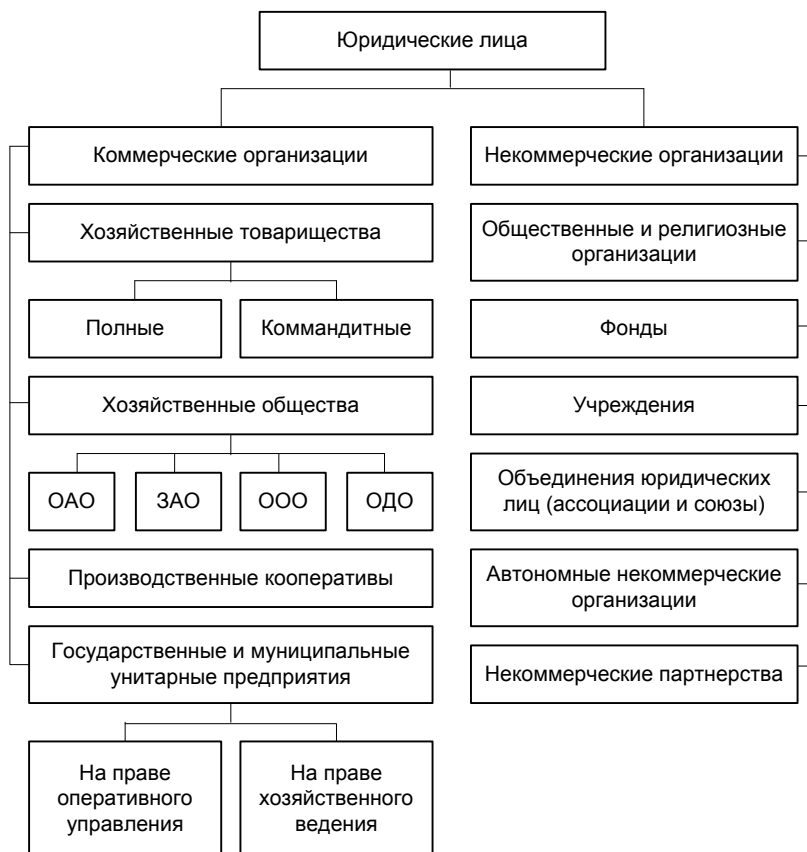 Юридические лица
Коммерческие организации
Некоммерческие организации
Хозяйственные товарищества
Общественные и религиозные
организации
Полные
Коммандитные
Фонды
Хозяйственные общества
Учреждения
ОАО
ЗАО
ООО
ОДО
Объединения юридических
лиц (ассоциации и союзы)
Производственные кооперативы
Автономные некоммерческие
организации
Государственные и муниципальные
унитарные предприятия
Некоммерческие партнерства
На праве
оперативного
управления
На праве
хозяйственного
ведения